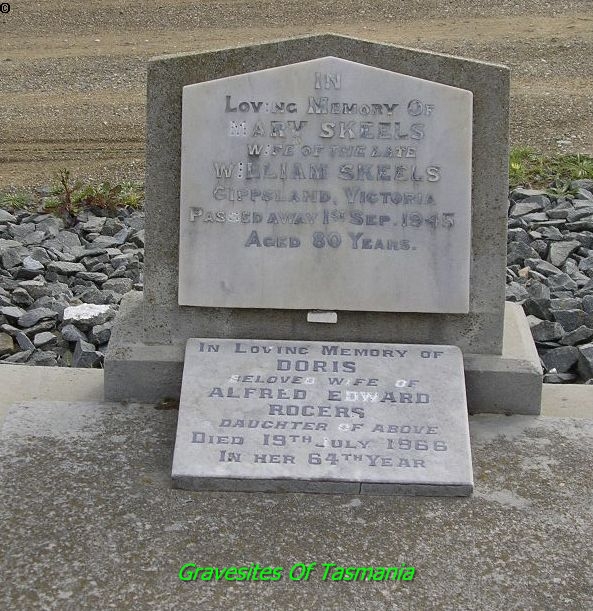 ©
IN
LOVING MEMORY OF
MARY SKEELS
WIFE OF THE LATE
WILLIAM SKEELS
GIPPSLAND, VICTORIA
PASSED AWAY 1ST SEP. 1945
AGED 80 YEARS.
IN LOVING MEMORY OF
DORIS
BELOVED WIFE OF
ALFRED EDWARD
ROGERS
DAUGHTER OF ABOVE
DIED 19TH JULY 1966
IN HER 64TH YEAR
Gravesites Of Tasmania